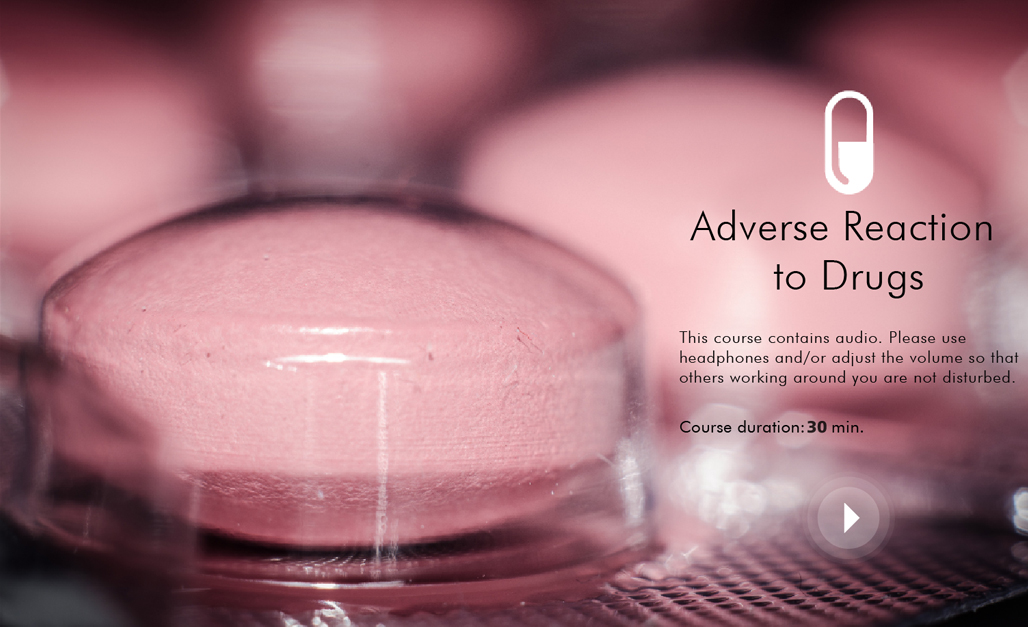 Adverse Reaction
to Drugs
This course contains audio. Please use
headphones and/or adjust the volume so that
others working around you are not disturbed.
Course duration: 30 min.